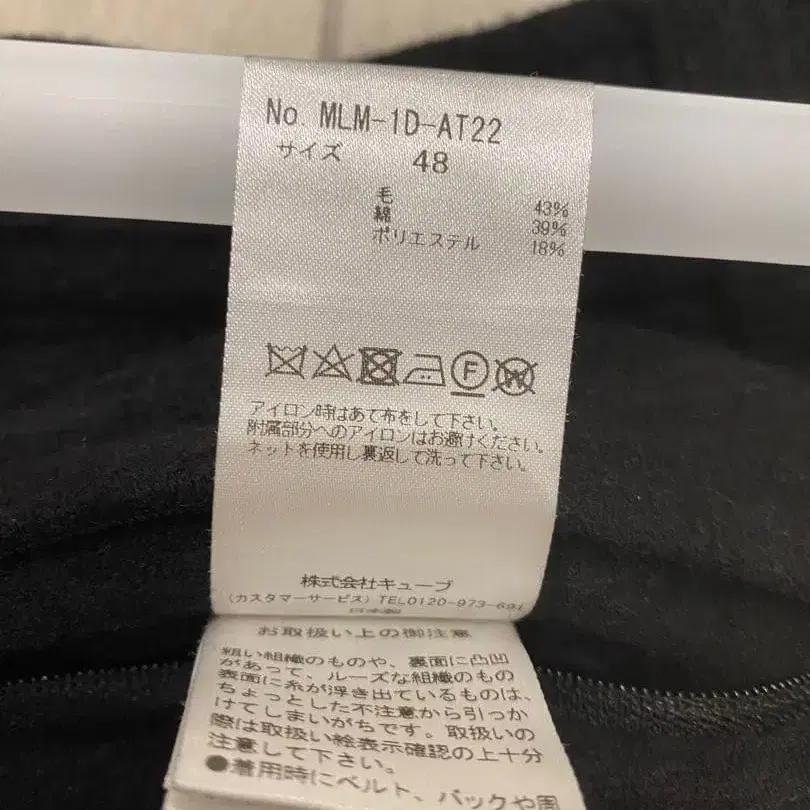 No MLM-1D-AT22
サイズ 48
毛 43%
綿 39%
ポリエステル 18%
F
W
アイロン時はあて布をして下さい。
附属部分へのアイロンはお避けください。
ネットを使用し裏返して洗って下さい。
株式会社キューブ
(カスタマーサービス) TEL0120-973-691
日本製
お取扱い上の御注意
粗い組織のものや、裏面に凸凹
があって、ルーズな組織のもの
表面に糸が浮き出ているものは、
ちょっとした不注意から引っか
けてしまいがちです。取扱いの
際は取扱い絵表示確認の上十分
注意して下さい。
●着用時にベルト、バックや周